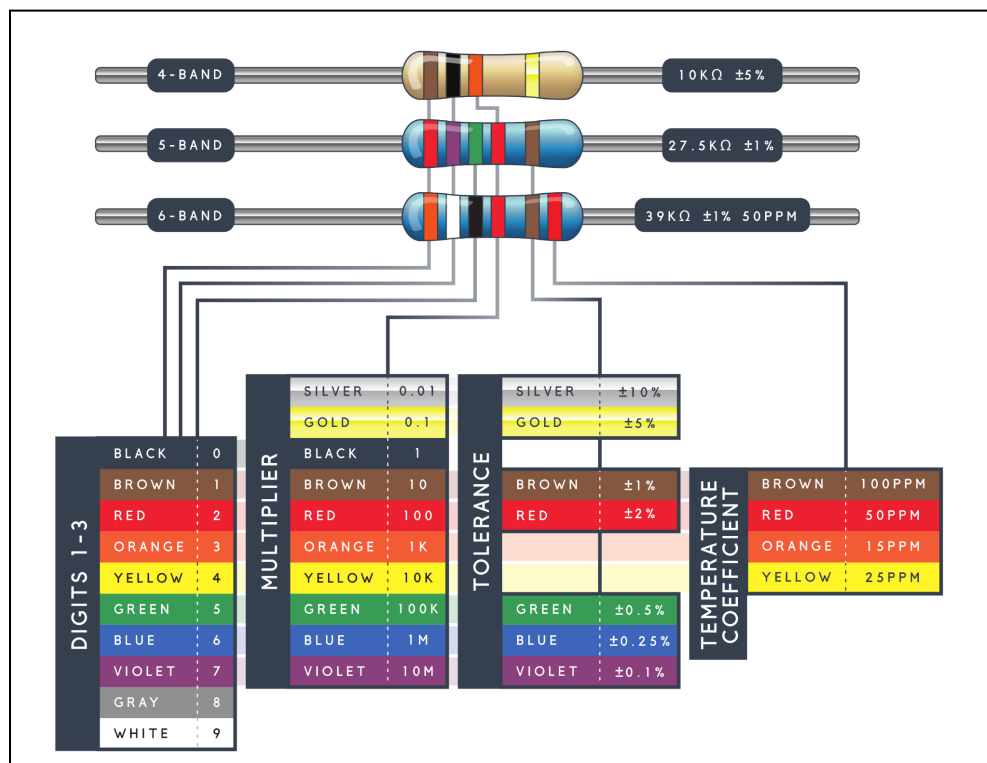 4-BAND 10KΩ ±5%
5-BAND 27.5KΩ ±1%
6-BAND 39KΩ ±1% 50PPM
DIGITS 1-3
BLACK 0
BROWN 1
RED 2
ORANGE 3
YELLOW 4
GREEN 5
BLUE 6
VIOLET 7
GRAY 8
WHITE 9
MULTIPLIER
SILVER 0.01
GOLD 0.1
BLACK 1
BROWN 10
RED 100
ORANGE 1K
YELLOW 10K
GREEN 100K
BLUE 1M
VIOLET 10M
TOLERANCE
SILVER ±10%
GOLD ±5%
BROWN ±1%
RED ±2%
GREEN ±0.5%
BLUE ±0.25%
VIOLET ±0.1%
TEMPERATURE
COEFFICIENT
BROWN 100PPM
RED 50PPM
ORANGE 15PPM
YELLOW 25PPM